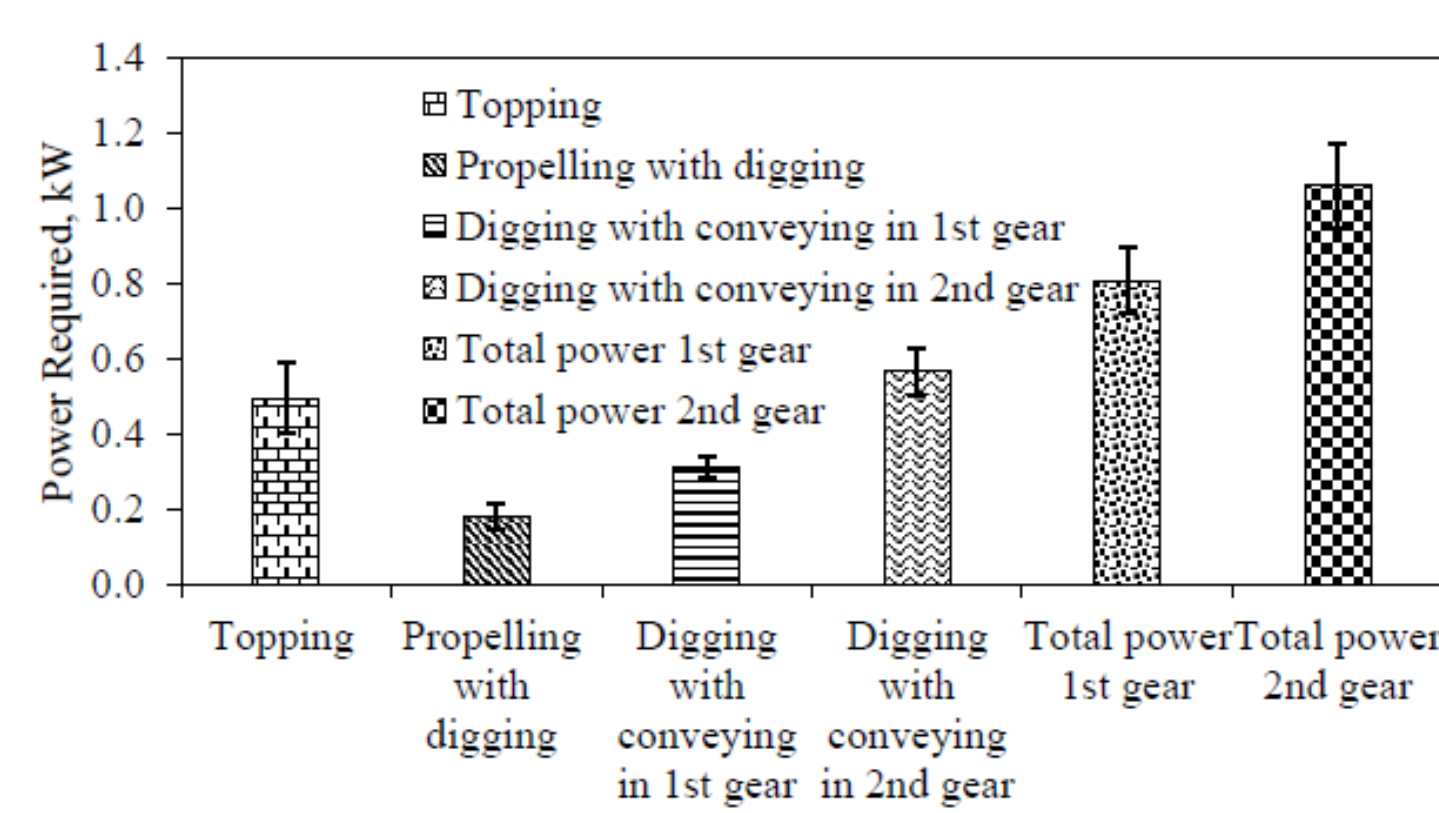 1.4
1.2
1.0
0.8
0.6
0.4
0.2
0.0
Power Required, kW
Topping
Propelling with digging
Digging with conveying in 1st gear
Digging with conveying in 2nd gear
Total power 1st gear
Total power 2nd gear
Topping
Propelling
with
digging
Digging
with
conveying
in 1st gear
Digging
with
conveying
in 2nd gear
Total power
1st gear
Total power
2nd gear